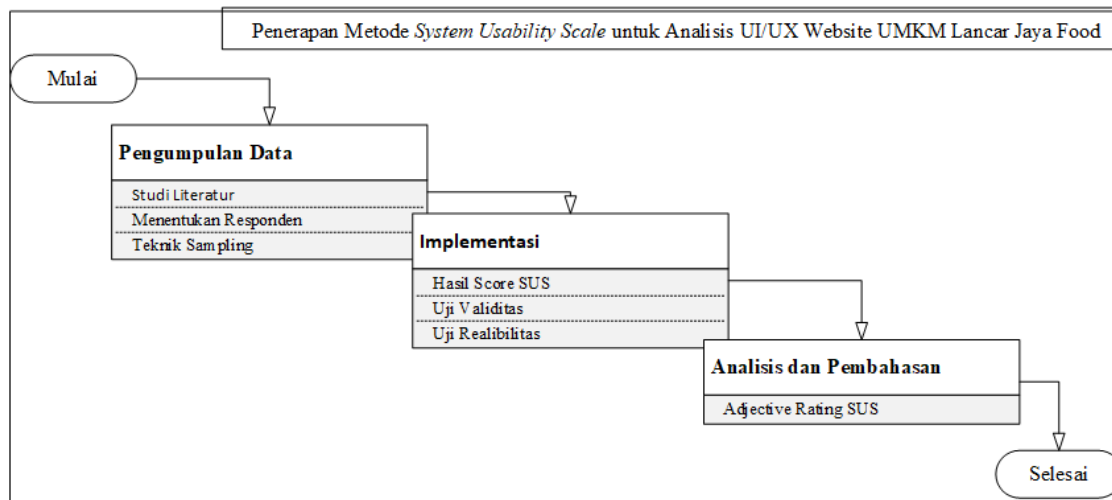 Penerapan Metode System Usability Scale untuk Analisis UI/UX Website UMKM Lancar Jaya Food
Mulai
Pengumpulan Data
Studi Literatur
Menentukan Responden
Teknik Sampling
Implementasi
Hasil Score SUS
Uji Validitas
Uji Realibilitas
Analisis dan Pembahasan
Adjective Rating SUS
Selesai